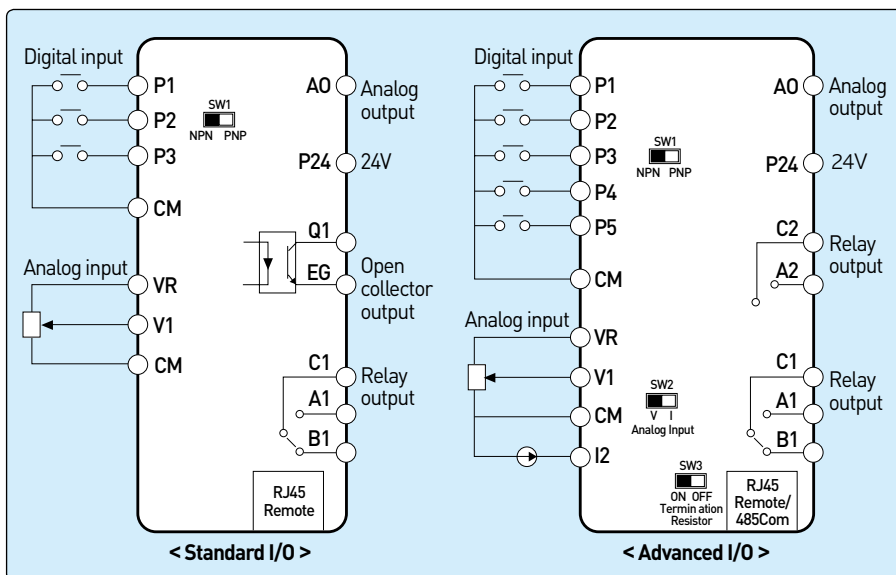 Digital input
P1
P2
P3
CM
SW1
NPN PNP
AO
Analog
output
P24
24V
Q1
EG
Open
collector
output
Analog input
VR
V1
CM
C1
A1
B1
Relay
output
RJ45
Remote
< Standard I/O >
Digital input
P1
P2
P3
P4
P5
CM
SW1
NPN PNP
AO
Analog
output
P24
24V
C2
A2
Relay
output
Analog input
VR
V1
CM
I2
SW2
V I
Analog Input
C1
A1
B1
Relay
output
SW3
ON OFF
Termin ation
Resistor
RJ45
Remote/
485Com
< Advanced I/O >